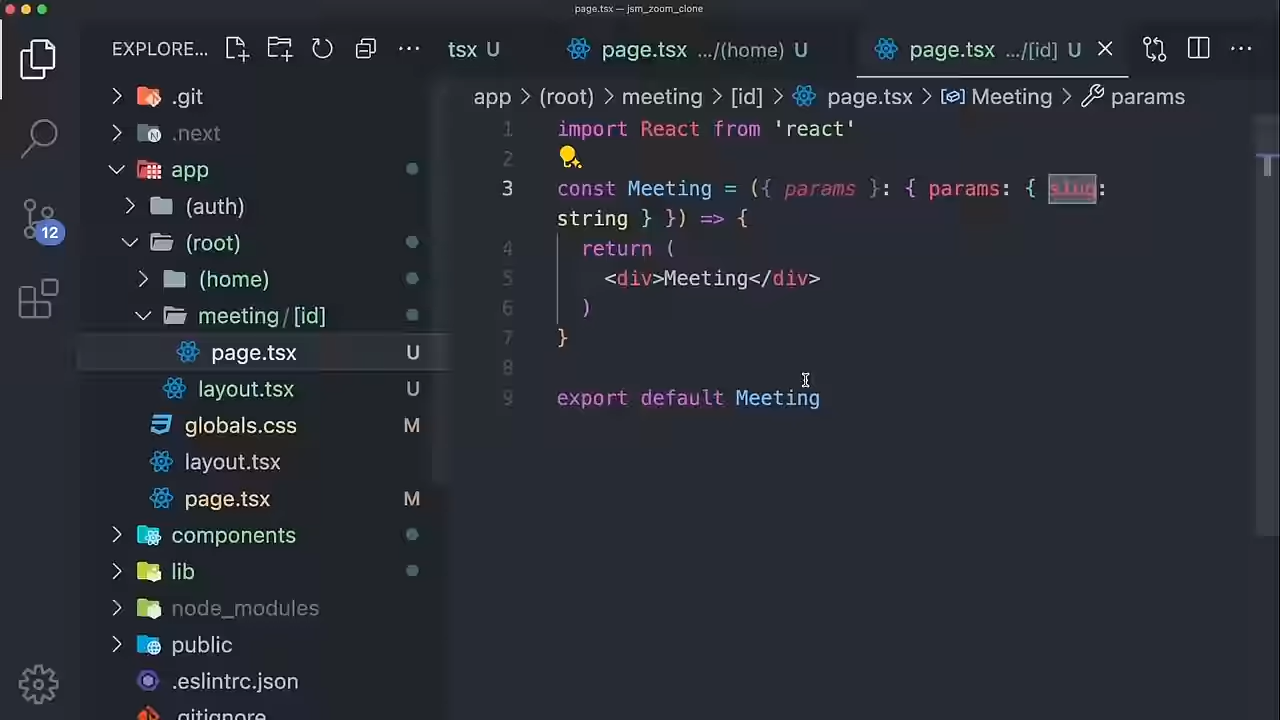 page.tsx — jsm_zoom_clone
EXPLORE...
tsx U
page.tsx .../(home) U
page.tsx .../[id] U
app > (root) > meeting > [id] > page.tsx > Meeting > params
.git
.next
app
(auth)
(root)
(home)
meeting/[id]
page.tsx U
layout.tsx U
globals.css M
layout.tsx
page.tsx M
components
lib
node_modules
public
.eslintrc.json
.gitignore
12
1 import React from 'react'
2
3 const Meeting = ({ params }: { params: { slug:
string } }) => {
4 return (
5 <div>Meeting</div>
6 )
7 }
8
9 export default Meeting